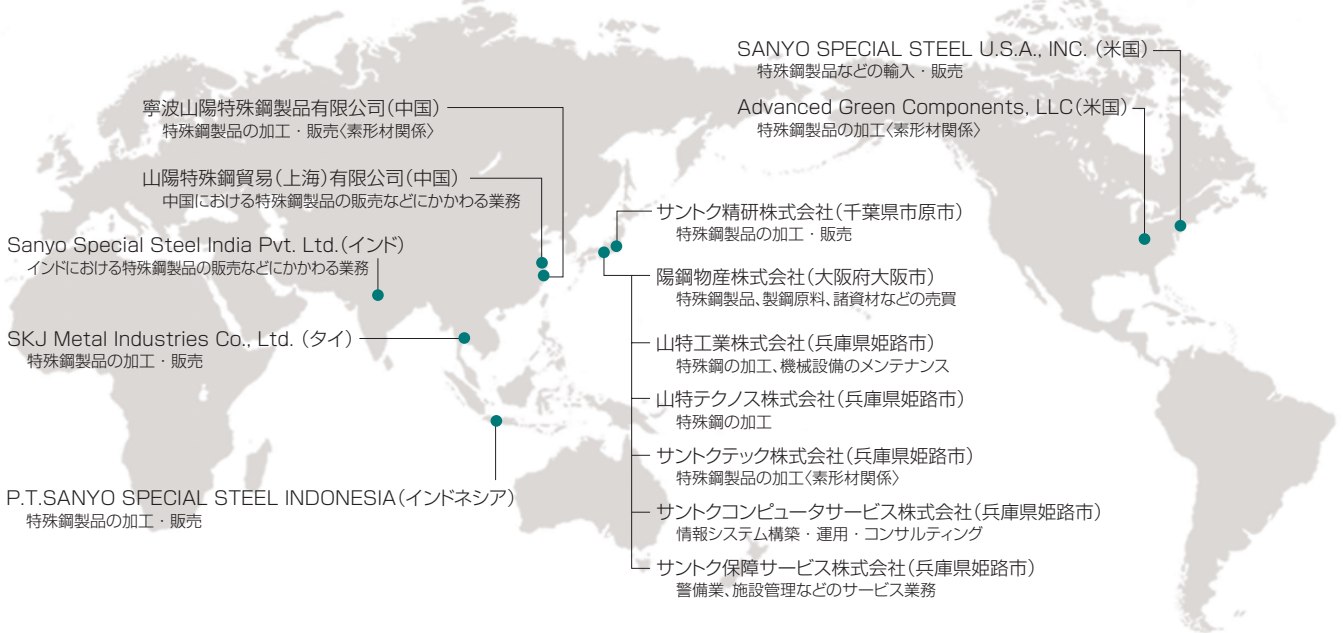 SANYO SPECIAL STEEL U.S.A., INC.（米国）
特殊鋼製品などの輸入・販売
Advanced Green Components, LLC（米国）
特殊鋼製品の加工〈素形材関係〉
寧波山陽特殊鋼製品有限公司（中国）
特殊鋼製品の加工・販売〈素形材関係〉
山陽特殊鋼貿易（上海）有限公司（中国）
中国における特殊鋼製品の販売などにかかわる業務
Sanyo Special Steel India Pvt. Ltd.（インド）
インドにおける特殊鋼製品の販売などにかかわる業務
SKJ Metal Industries Co., Ltd.（タイ）
特殊鋼製品の加工・販売
P.T.SANYO SPECIAL STEEL INDONESIA（インドネシア）
特殊鋼製品の加工・販売
サントク精研株式会社（千葉県市原市）
特殊鋼製品の加工・販売
陽鋼物産株式会社（大阪府大阪市）
特殊鋼製品、製鋼原料、諸資材などの売買
山特工業株式会社（兵庫県姫路市）
特殊鋼の加工、機械設備のメンテナンス
山特テクノス株式会社（兵庫県姫路市）
特殊鋼の加工
サントクテック株式会社（兵庫県姫路市）
特殊鋼製品の加工〈素形材関係〉
サントクコンピュータサービス株式会社（兵庫県姫路市）
情報システム構築・運用・コンサルティング
サントク保障サービス株式会社（兵庫県姫路市）
警備業、施設管理などのサービス業務